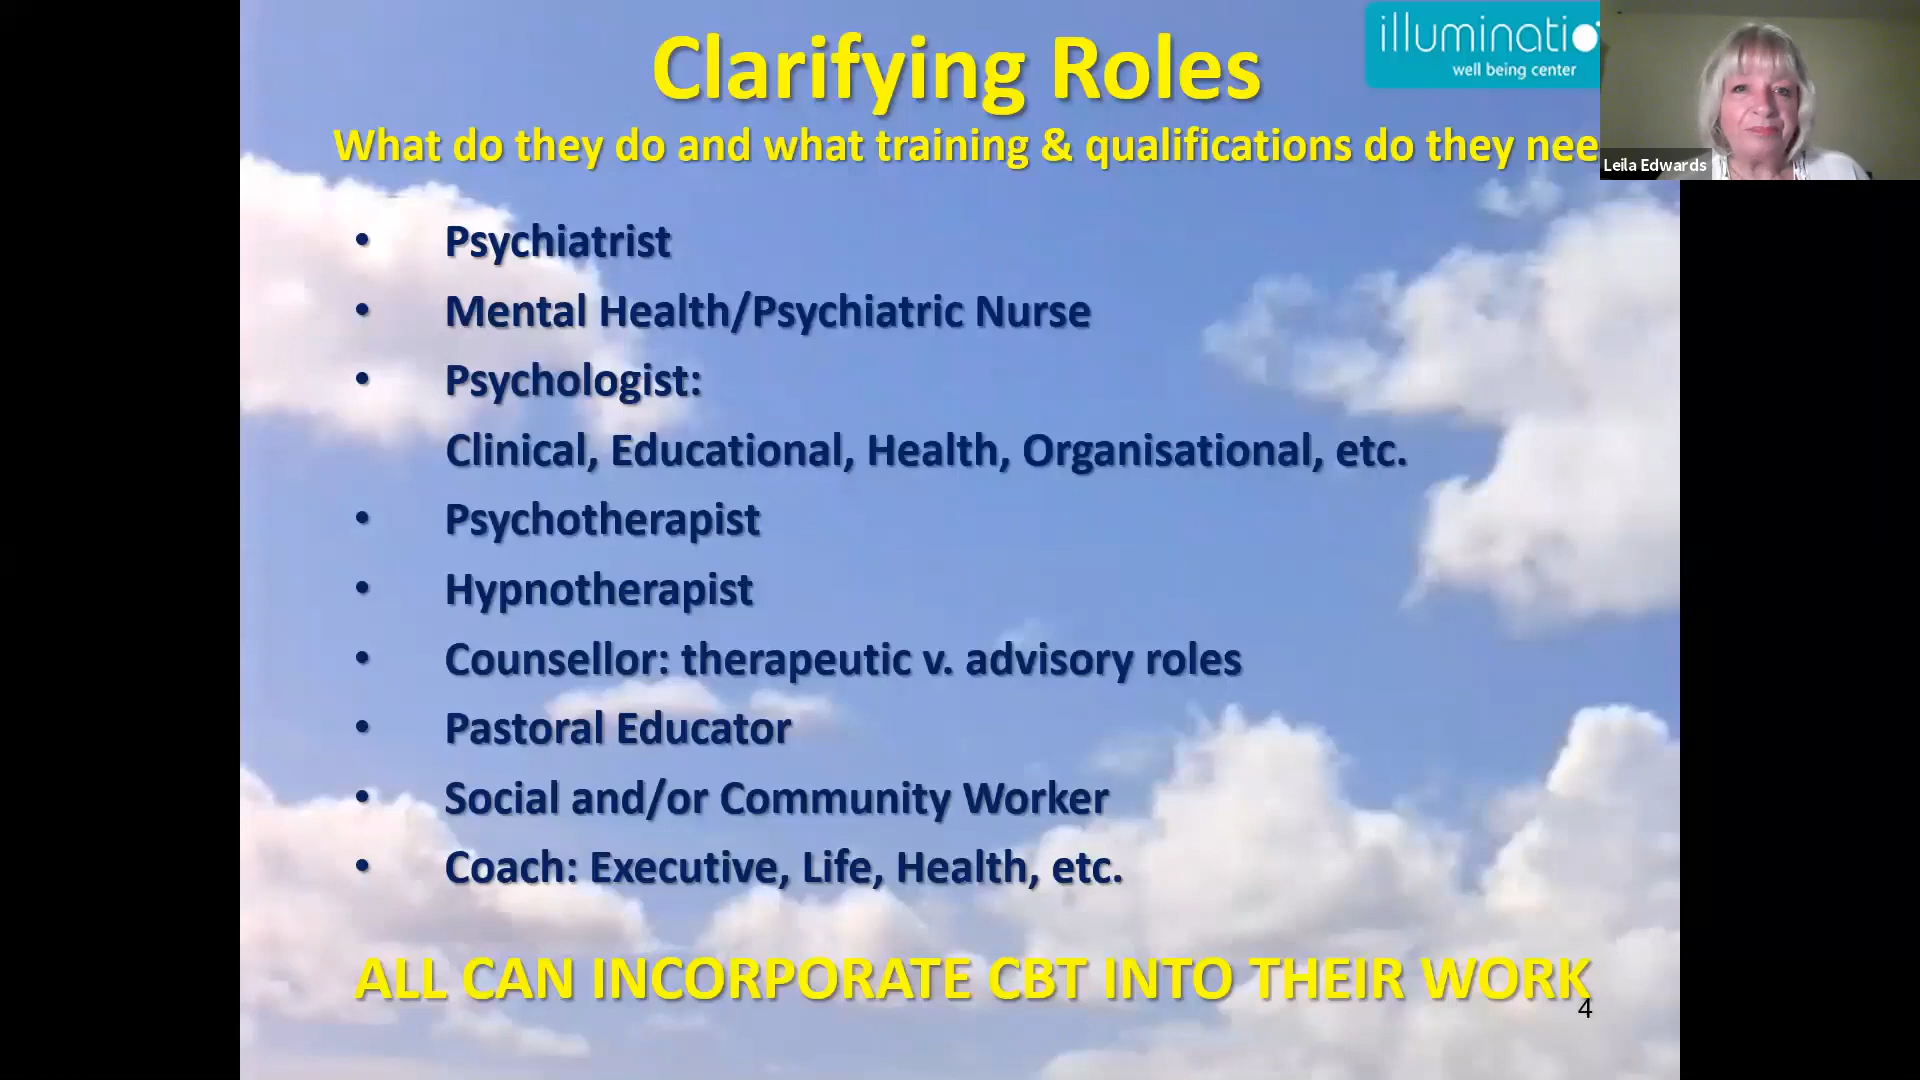 Clarifying Roles
illuminati
well being center
What do they do and what training & qualifications do they nee
Leila Edwards
• Psychiatrist
• Mental Health/Psychiatric Nurse
• Psychologist:
Clinical, Educational, Health, Organisational, etc.
• Psychotherapist
• Hypnotherapist
• Counsellor: therapeutic v. advisory roles
• Pastoral Educator
• Social and/or Community Worker
• Coach: Executive, Life, Health, etc.
ALL CAN INCORPORATE CBT INTO THEIR WORK
4